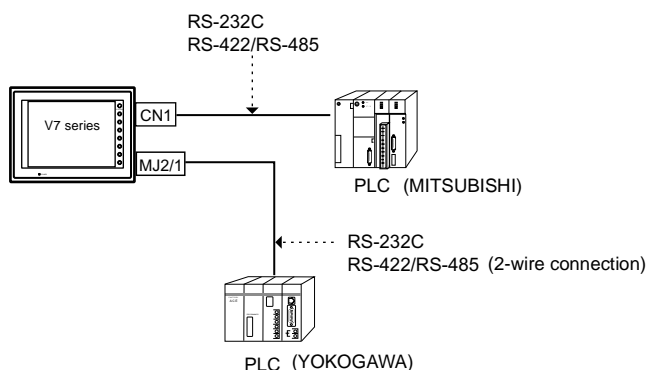 RS-232C
RS-422/RS-485
V7 series
CN1
MJ2/1
PLC (MITSUBISHI)
RS-232C
RS-422/RS-485 (2-wire connection)
PLC (YOKOGAWA)